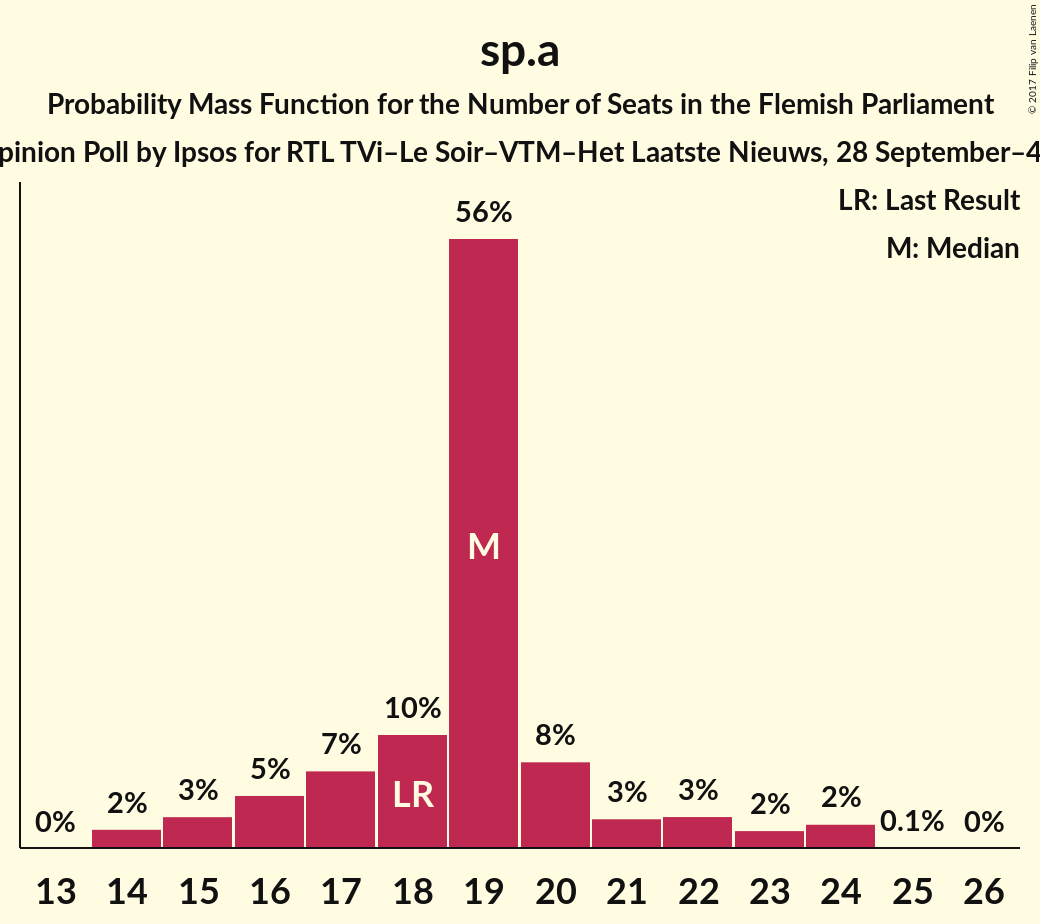 sp.a
Probability Mass Function for the Number of Seats in the Flemish Parliament
pinion Poll by Ipsos for RTL TVi–Le Soir–VTM–Het Laatste Nieuws, 28 September–4
© 2017 Filip van Laenen
LR: Last Result
M: Median
0% 2% 3% 5% 7% 10% 56% 8% 3% 3% 2% 2% 0.1% 0%
LR M
13 14 15 16 17 18 19 20 21 22 23 24 25 26